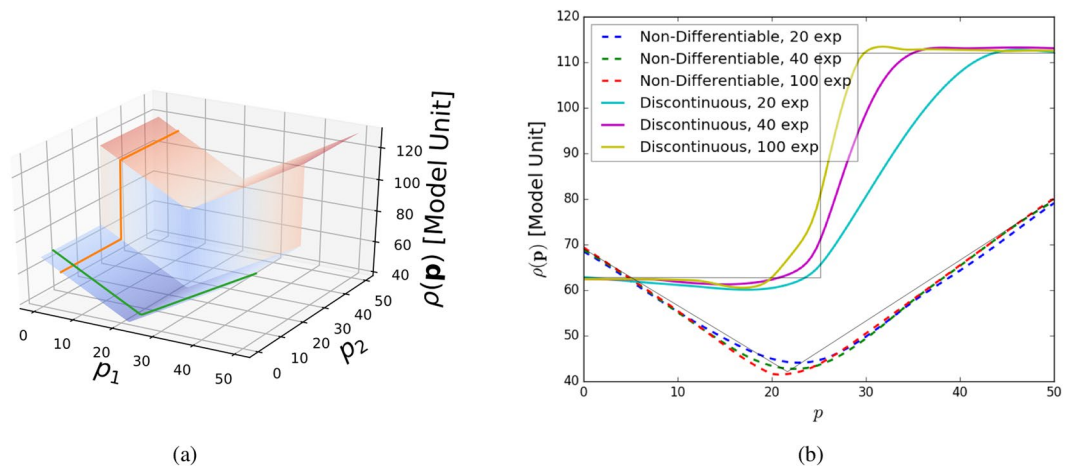 120
100
80
60
40
ρ(p) [Model Unit]
0 10 20 30 40 50
p1
0 10 20 30 40 50
p2
(a)
120
110
100
90
80
70
60
50
40
ρ(p) [Model Unit]
Non-Differentiable, 20 exp
Non-Differentiable, 40 exp
Non-Differentiable, 100 exp
Discontinuous, 20 exp
Discontinuous, 40 exp
Discontinuous, 100 exp
0 10 20 30 40 50
p
(b)